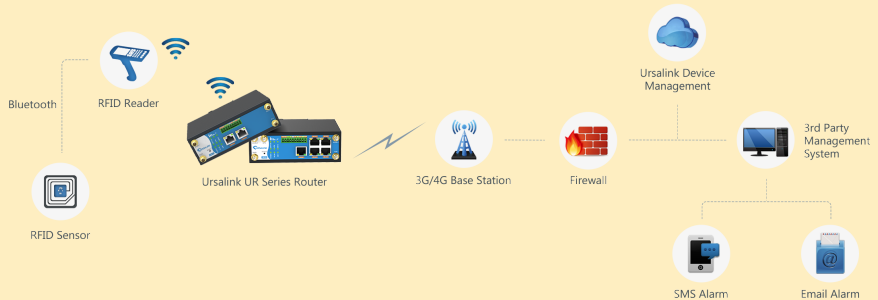 Bluetooth
RFID Reader
RFID Sensor
Ursalink UR Series Router
3G/4G Base Station
Firewall
Ursalink Device
Management
3rd Party
Management
System
SMS Alarm
Email Alarm